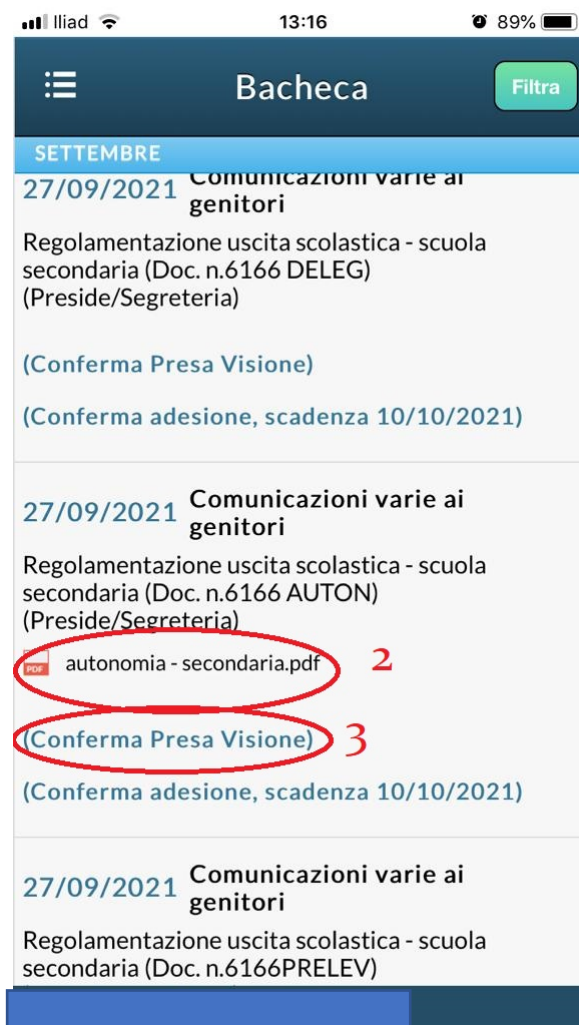 Iliad 13:16 89%
Bacheca Filtra
SETTEMBRE
27/09/2021 Comunicazioni varie ai
genitori
Regolamentazione uscita scolastica - scuola
secondaria (Doc. n.6166 DELEG)
(Preside/Segreteria)
(Conferma Presa Visione)
(Conferma adesione, scadenza 10/10/2021)
27/09/2021 Comunicazioni varie ai
genitori
Regolamentazione uscita scolastica - scuola
secondaria (Doc. n.6166 AUTON)
(Preside/Segreteria)
PDF autonomia - secondaria.pdf 2
(Conferma Presa Visione) 3
(Conferma adesione, scadenza 10/10/2021)
27/09/2021 Comunicazioni varie ai
genitori
Regolamentazione uscita scolastica - scuola
secondaria (Doc. n.6166PRELEV)